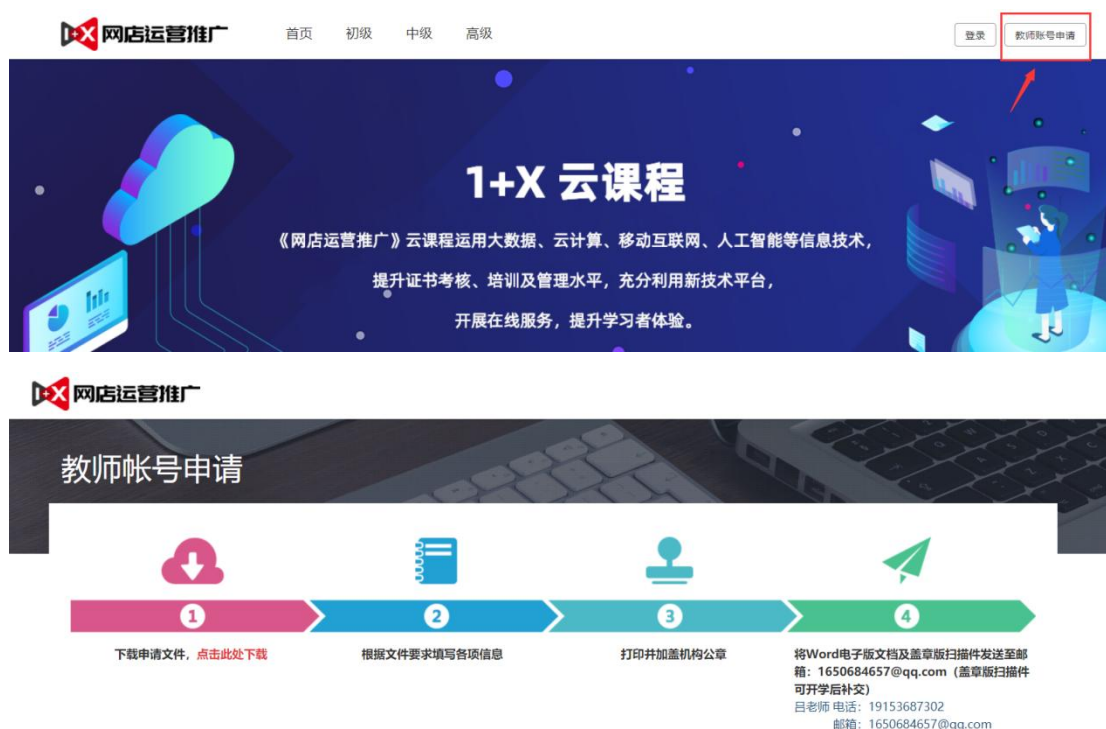 1+X 网店运营推广 首页 初级 中级 高级 登录 教师账号申请
1+X 云课程
《网店运营推广》云课程运用大数据、云计算、移动互联网、人工智能等信息技术，
提升证书考核、培训及管理水平，充分利用新技术平台，
开展在线服务，提升学习者体验。
1+X 网店运营推广
教师帐号申请
1 2 3 4
下载申请文件，点击此处下载
根据文件要求填写各项信息
打印并加盖机构公章
将Word电子版文档及盖章版扫描件发送至邮
箱：1650684657@qq.com（盖章版扫描件
可开学后补交）
吕老师 电话：19153687302
邮箱：1650684657@qq.com